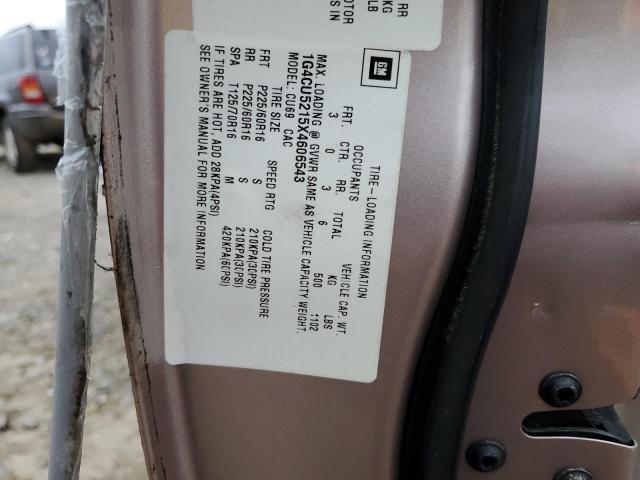 OTOR
S IN
RR
KG
LB
GM
TIRE-LOADING INFORMATION
OCCUPANTS VEHICLE CAP. WT.
FRT. CTR. RR. TOTAL KG LBS
3 0 3 6 500 1102
MAX. LOADING @ GVWR SAME AS VEHICLE CAPACITY WEIGHT.
1G4CU5215X4606543
MODEL: CU69 CAC
TIRE SIZE SPEED RTG COLD TIRE PRESSURE
FRT P225/60R16 S 210KPA(30PSI)
RR P225/60R16 S 210KPA(30PSI)
SPA T125/70R16 M 420KPA(60PSI)
IF TIRES ARE HOT, ADD 28KPA(4PSI)
SEE OWNER'S MANUAL FOR MORE INFORMATION